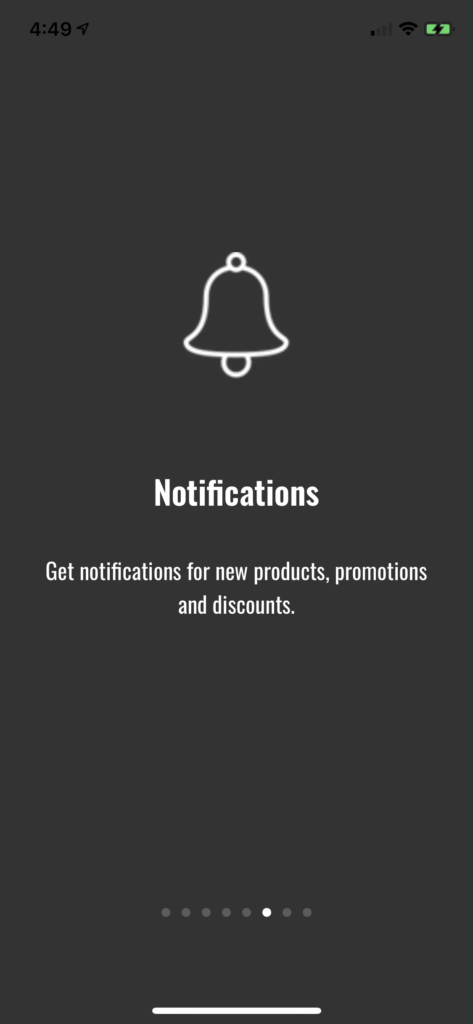 4:49
Notifications
Get notifications for new products, promotions
and discounts.